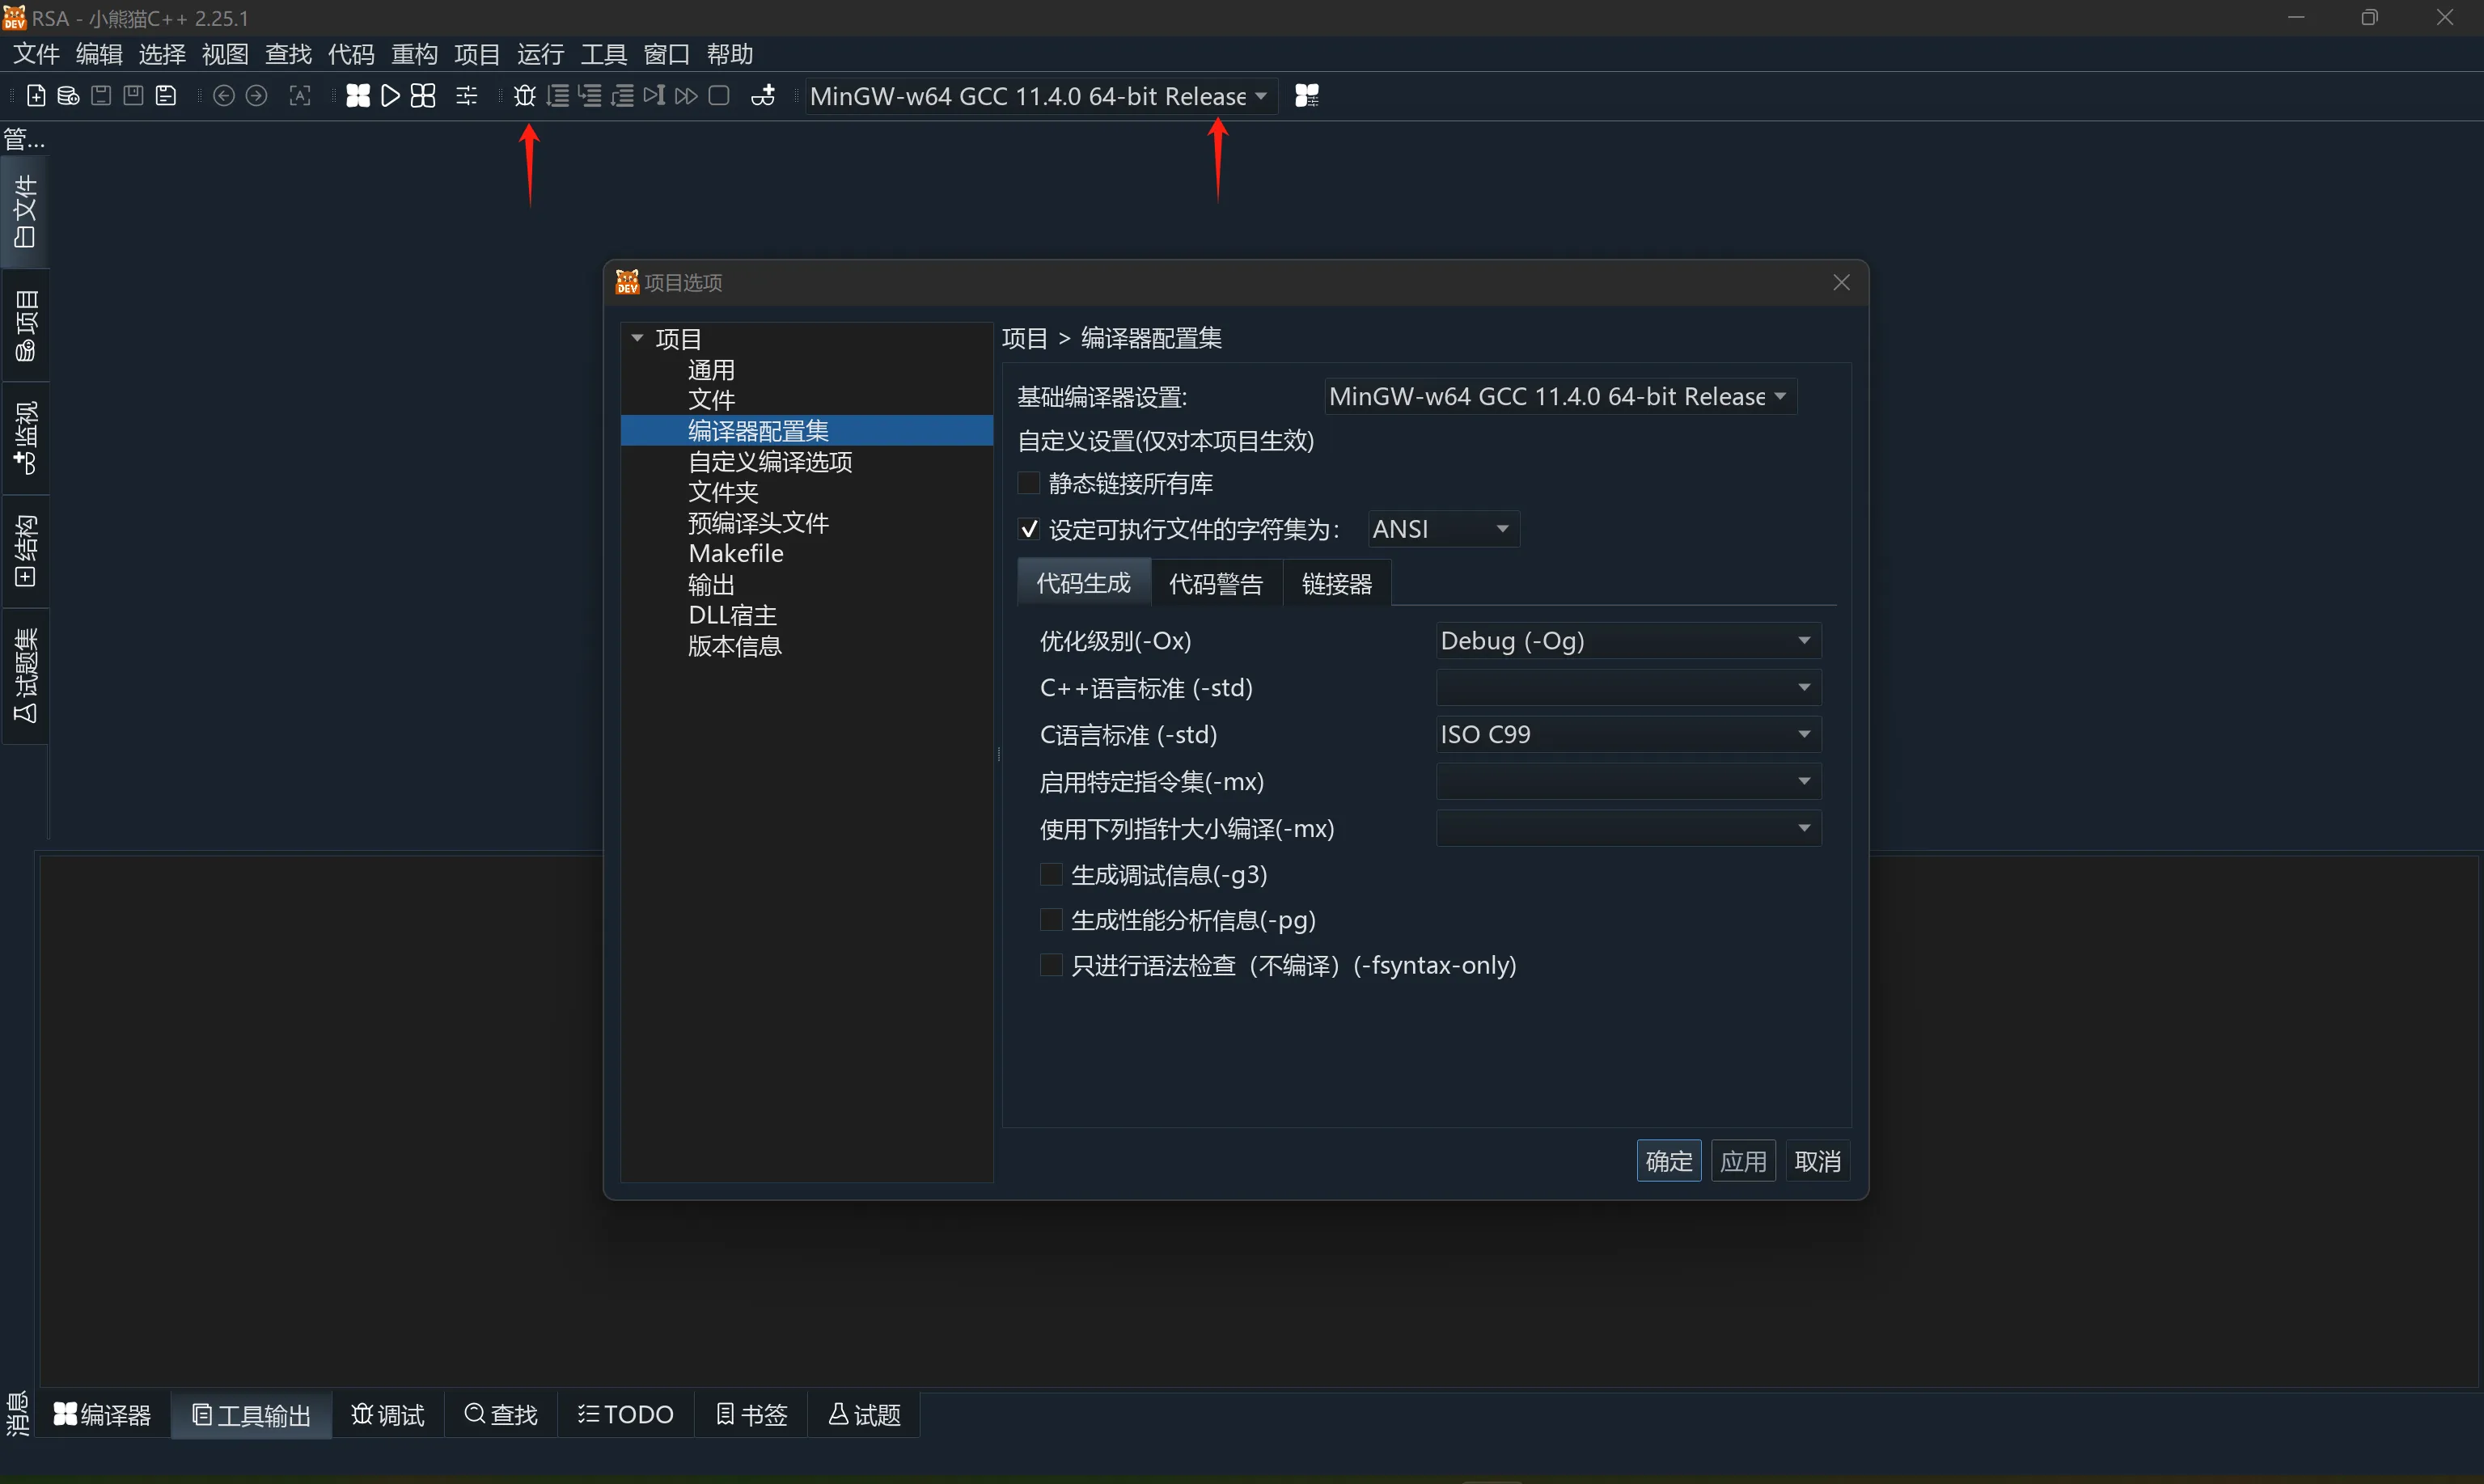 RSA - 小熊猫C++ 2.25.1
文件 编辑 选择 视图 查找 代码 重构 项目 运行 工具 窗口 帮助
MinGW-w64 GCC 11.4.0 64-bit Release
管...
文件
项目
监视
结构
试题集
DEV 项目选项
项目
通用
文件
编译器配置集
自定义编译选项
文件夹
预编译头文件
Makefile
输出
DLL宿主
版本信息
项目 > 编译器配置集
基础编译器设置: MinGW-w64 GCC 11.4.0 64-bit Release
自定义设置(仅对本项目生效)
静态链接所有库
设定可执行文件的字符集为： ANSI
代码生成 代码警告 链接器
优化级别(-Ox) Debug (-Og)
C++语言标准 (-std)
C语言标准 (-std) ISO C99
启用特定指令集(-mx)
使用下列指针大小编译(-mx)
生成调试信息(-g3)
生成性能分析信息(-pg)
只进行语法检查（不编译）(-fsyntax-only)
确定 应用 取消
消息
编译器 工具输出 调试 查找 TODO 书签 试题